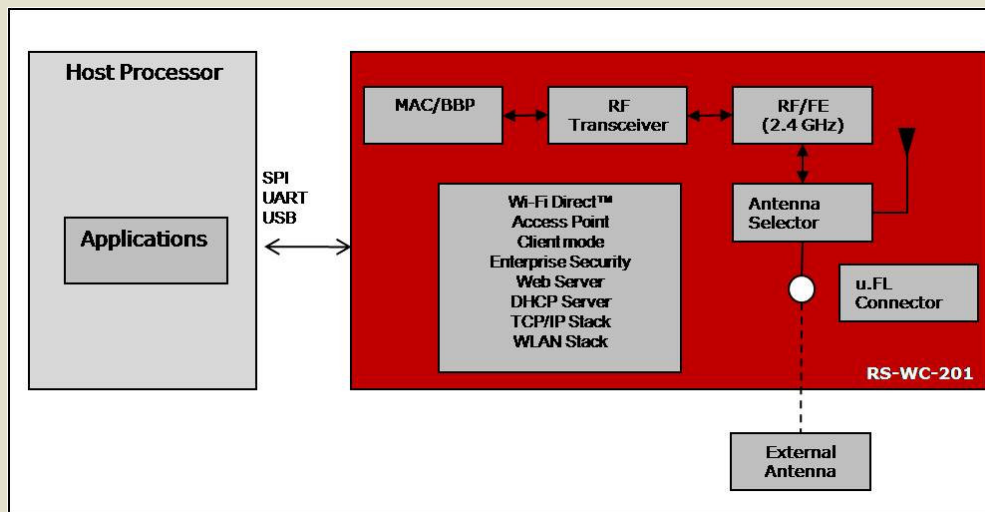 Host Processor
Applications
SPI
UART
USB
MAC/BBP
RF
Transceiver
RF/FE
(2.4 GHz)
Antenna
Selector
Wi-Fi Direct™
Access Point
Client mode
Enterprise Security
Web Server
DHCP Server
TCP/IP Stack
WLAN Stack
u.FL
Connector
RS-WC-201
External
Antenna